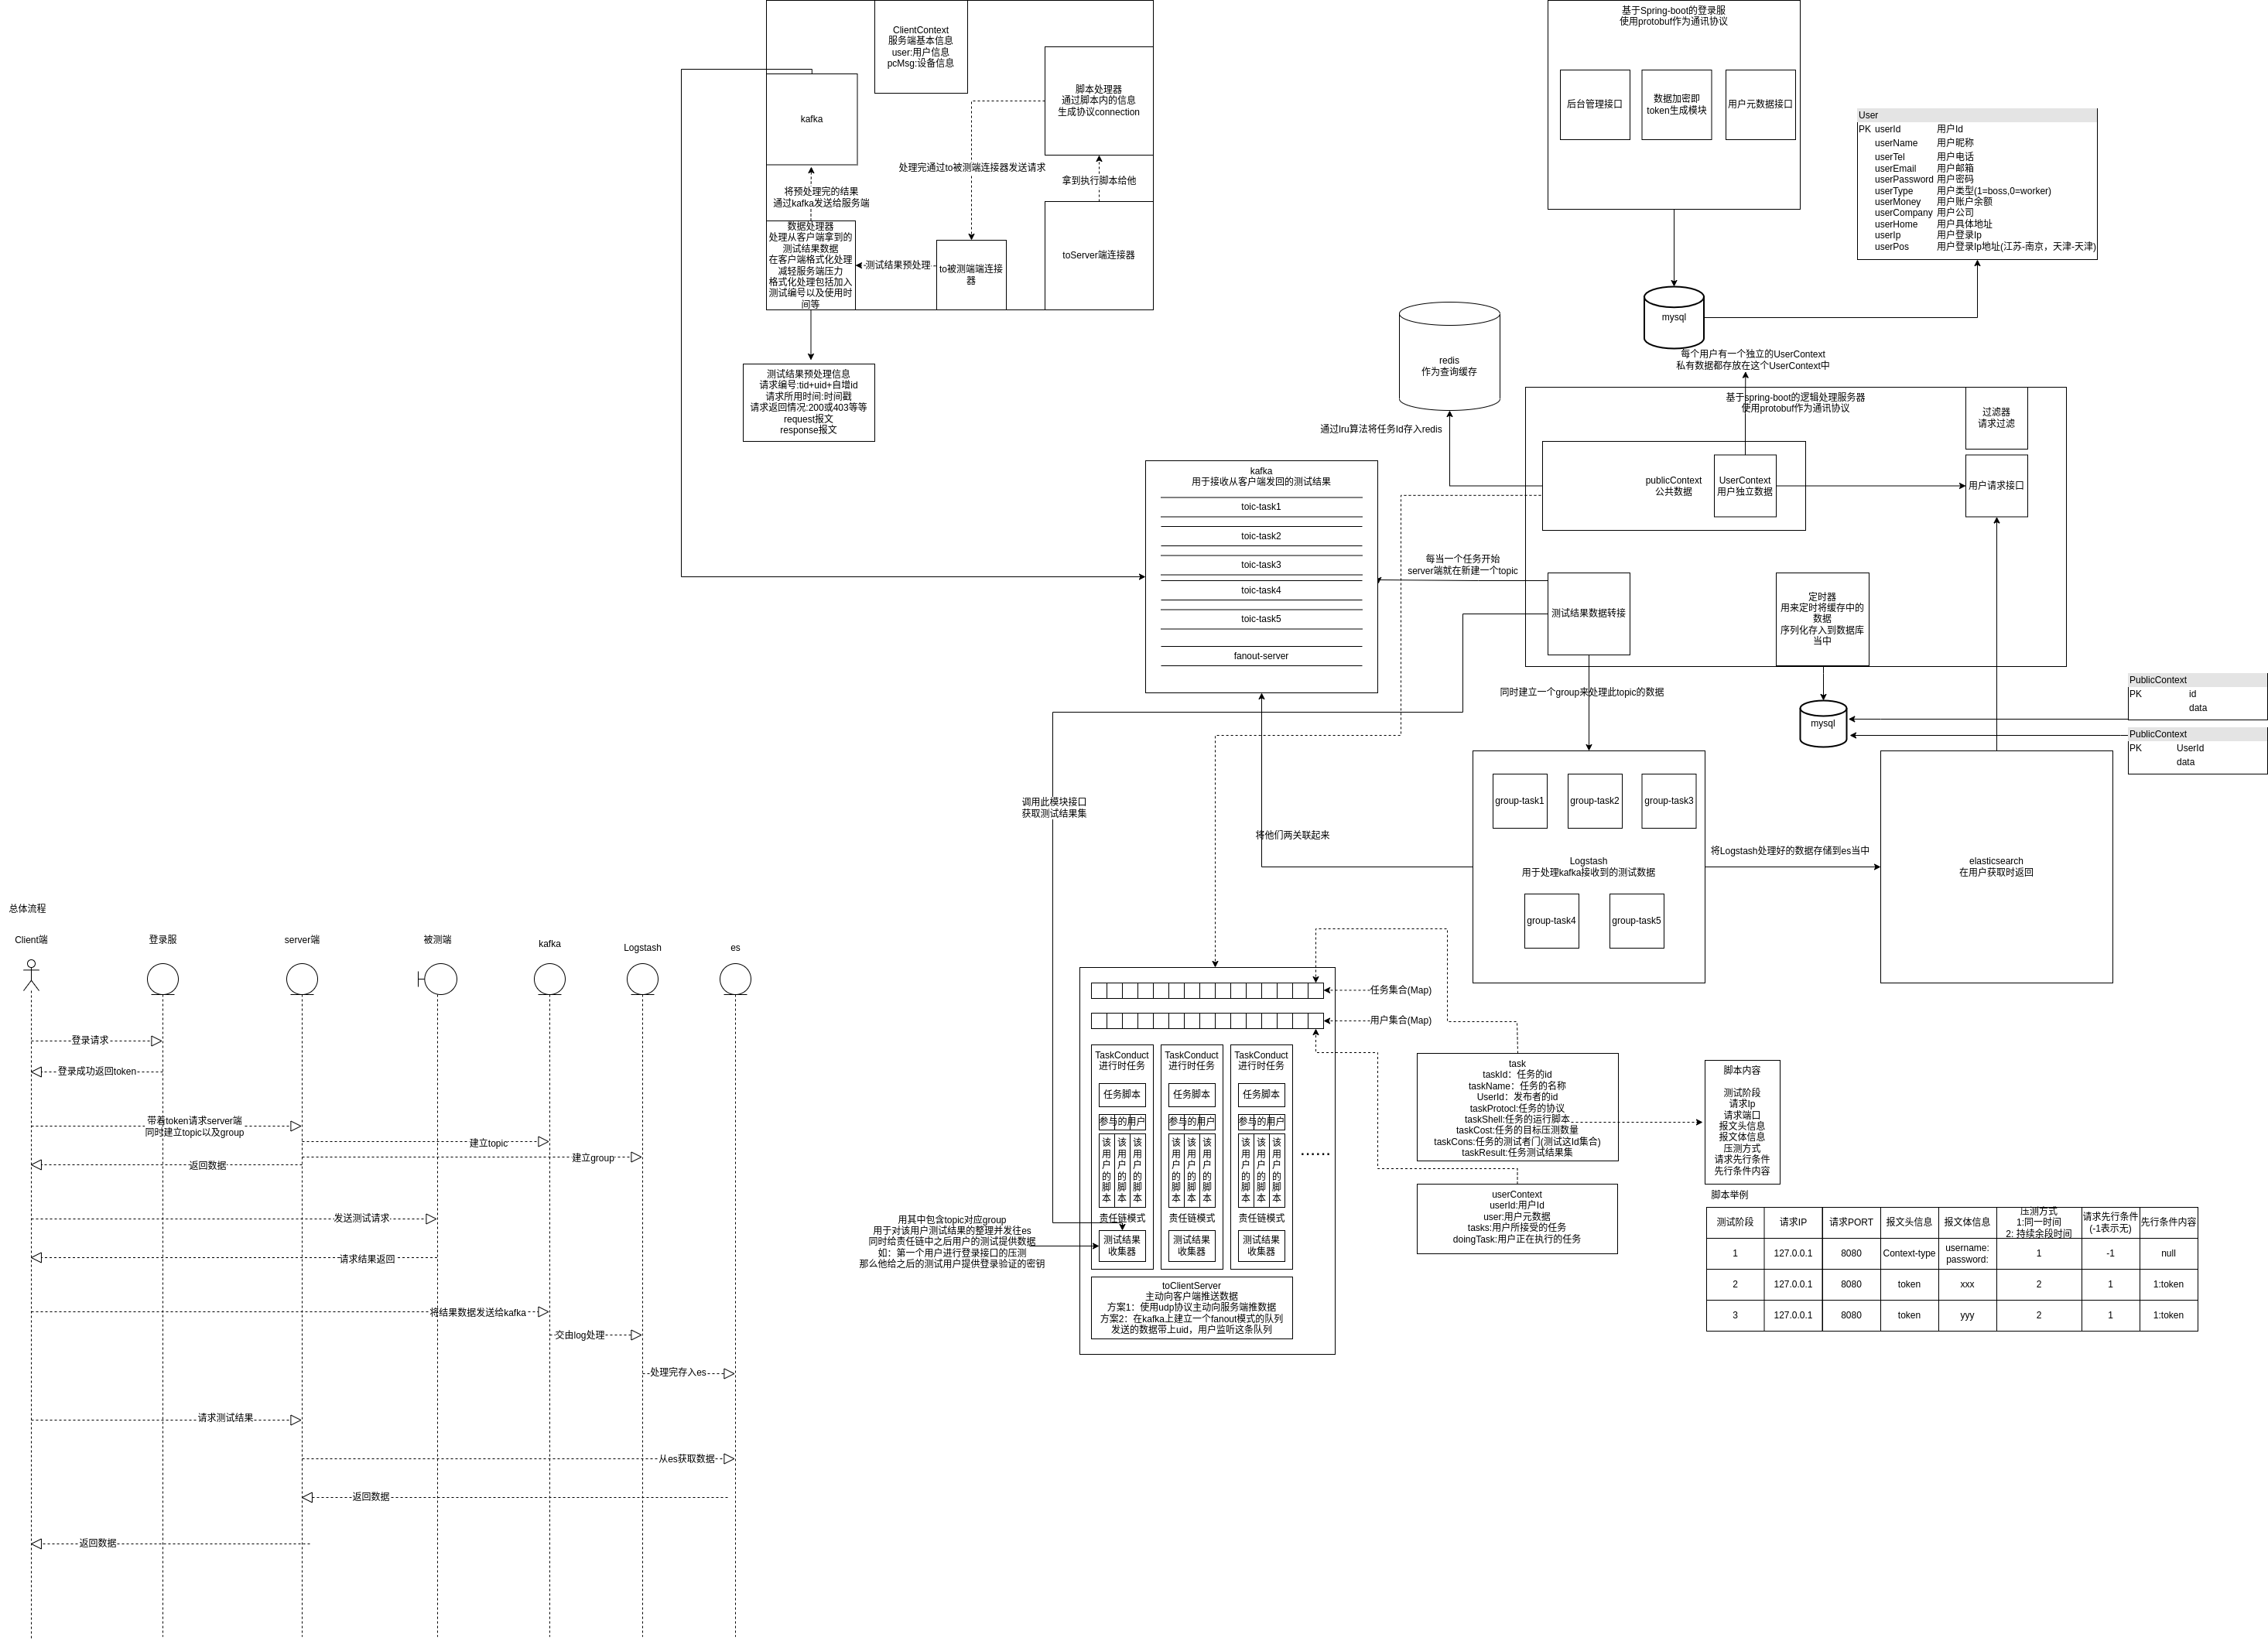 ClientContext
服务端基本信息
user:用户信息
pcMsg:设备信息
kafka
脚本处理器
通过脚本内的信息
生成协议connection
处理完通过to被测端连接器发送请求
拿到执行脚本给他
将预处理完的结果
通过kafka发送给服务端
数据处理器
处理从客户端拿到的
测试结果数据
在客户端格式化处理
减轻服务端压力
格式化处理包括加入
测试编号以及使用时
间等
测试结果预处理
to被测端端连接
器
toServer端连接器
测试结果预处理信息
请求编号:tid+uid+自增id
请求所用时间:时间戳
请求返回情况:200或403等等
request报文
response报文
基于Spring-boot的登录服
使用protobuf作为通讯协议
后台管理接口
数据加密即
token生成模块
用户元数据接口
User
PK userId 用户Id
userName 用户昵称
userTel 用户电话
userEmail 用户邮箱
userPassword 用户密码
userType 用户类型(1=boss,0=worker)
userMoney 用户账户余额
userCompany 用户公司
userHome 用户具体地址
userIp 用户登录Ip
userPos 用户登录Ip地址(江苏-南京，天津-天津)
mysql
每个用户有一个独立的UserContext
私有数据都存放在这个UserContext中
redis
作为查询缓存
通过lru算法将任务Id存入redis
基于spring-boot的逻辑处理服务器
使用protobuf作为通讯协议
过滤器
请求过滤
publicContext
公共数据
UserContext
用户独立数据
用户请求接口
kafka
用于接收从客户端发回的测试结果
toic-task1
toic-task2
toic-task3
toic-task4
toic-task5
fanout-server
每当一个任务开始
server端就在新建一个topic
测试结果数据转接
定时器
用来定时将缓存中的
数据
序列化存入到数据库
当中
同时建立一个group来处理此topic的数据
mysql
PublicContext
PK id
data
PublicContext
PK UserId
data
调用此模块接口
获取测试结果集
将他们两关联起来
group-task1
group-task2
group-task3
Logstash
用于处理kafka接收到的测试数据
group-task4
group-task5
将Logstash处理好的数据存储到es当中
elasticsearch
在用户获取时返回
总体流程
Client端
登录服
server端
被测端
kafka
Logstash
es
登录请求
登录成功返回token
带着token请求server端
同时建立topic以及group
建立topic
建立group
返回数据
发送测试请求
请求结果返回
将结果数据发送给kafka
交由log处理
处理完存入es
请求测试结果
从es获取数据
返回数据
返回数据
任务集合(Map)
用户集合(Map)
TaskConduct
进行时任务
TaskConduct
进行时任务
TaskConduct
进行时任务
任务脚本
任务脚本
任务脚本
参与的用户
参与的用户
参与的用户
该用户的脚本
该用户的脚本
该用户的脚本
该用户的脚本
该用户的脚本
该用户的脚本
该用户的脚本
该用户的脚本
该用户的脚本
......
责任链模式
责任链模式
责任链模式
测试结果
收集器
测试结果
收集器
测试结果
收集器
用其中包含topic对应group
用于对该用户测试结果的整理并发往es
同时给责任链中之后用户的测试提供数据
如：第一个用户进行登录接口的压测
那么他给之后的测试用户提供登录验证的密钥
toClientServer
主动向客户端推送数据
方案1：使用udp协议主动向服务端推数据
方案2：在kafka上建立一个fanout模式的队列
发送的数据带上uid，用户监听这条队列
task
taskId：任务的id
taskName：任务的名称
UserId：发布者的id
taskProtocl:任务的协议
taskShell:任务的运行脚本
taskCost:任务的目标压测数量
taskCons:任务的测试者门(测试这Id集合)
taskResult:任务测试结果集
userContext
userId:用户Id
user:用户元数据
tasks:用户所接受的任务
doingTask:用户正在执行的任务
脚本内容
测试阶段
请求Ip
请求端口
报文头信息
报文体信息
压测方式
请求先行条件
先行条件内容
脚本举例
测试阶段 请求IP 请求PORT 报文头信息 报文体信息 压测方式 1:同一时间 2: 持续余段时间 请求先行条件 (-1表示无) 先行条件内容
1 127.0.0.1 8080 Context-type username: password: 1 -1 null
2 127.0.0.1 8080 token xxx 2 1 1:token
3 127.0.0.1 8080 token yyy 2 1 1:token